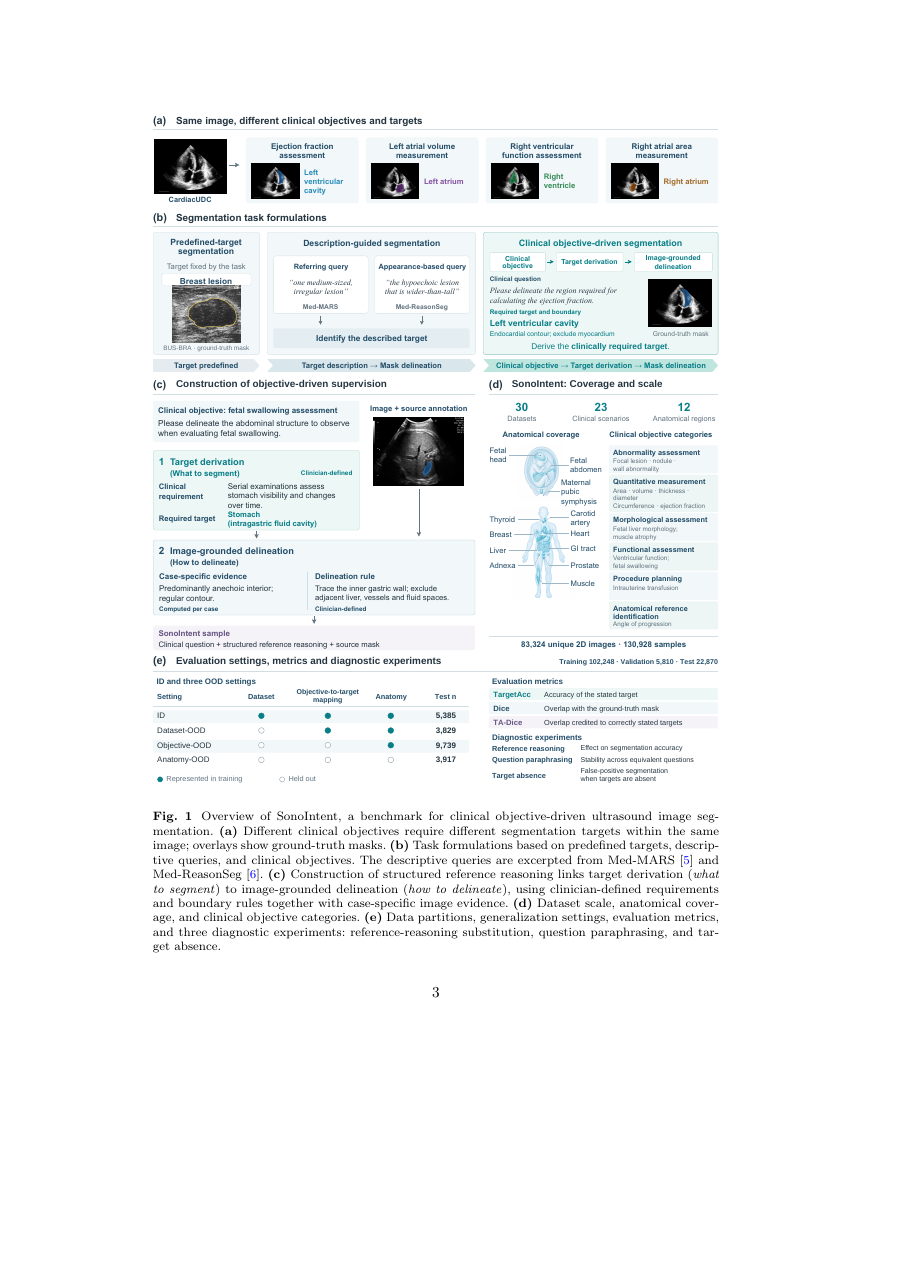 (a) Same image, different clinical objectives and targets
CardiacUDC
Ejection fraction
assessment
Left
ventricular
cavity
Left atrial volume
measurement
Left atrium
Right ventricular
function assessment
Right
ventricle
Right atrial area
measurement
Right atrium
(b) Segmentation task formulations
Predefined-target
segmentation
Target fixed by the task
Breast lesion
BUS-BRA · ground-truth mask
Target predefined
Description-guided segmentation
Referring query
"one medium-sized,
irregular lesion"
Med-MARS
Appearance-based query
"the hypoechoic lesion
that is wider-than-tall"
Med-ReasonSeg
Identify the described target
Target description → Mask delineation
Clinical objective-driven segmentation
Clinical
objective
Target derivation
Image-grounded
delineation
Clinical question
Please delineate the region required for
calculating the ejection fraction.
Required target and boundary
Left ventricular cavity
Endocardial contour; exclude myocardium
Ground-truth mask
Derive the clinically required target.
Clinical objective → Target derivation → Mask delineation
(c) Construction of objective-driven supervision
Clinical objective: fetal swallowing assessment
Please delineate the abdominal structure to observe
when evaluating fetal swallowing.
Image + source annotation
1 Target derivation
(What to segment)
Clinician-defined
Clinical
requirement
Serial examinations assess
stomach visibility and changes
over time.
Required target
Stomach
(intragastric fluid cavity)
2 Image-grounded delineation
(How to delineate)
Case-specific evidence
Predominantly anechoic interior;
regular contour.
Computed per case
Delineation rule
Trace the inner gastric wall; exclude
adjacent liver, vessels and fluid spaces.
Clinician-defined
SonoIntent sample
Clinical question + structured reference reasoning + source mask
(d) SonoIntent: Coverage and scale
30
Datasets
23
Clinical scenarios
12
Anatomical regions
Anatomical coverage
Fetal
head
Fetal
abdomen
Maternal
pubic
symphysis
Thyroid
Carotid
artery
Breast
Heart
Liver
GI tract
Adnexa
Prostate
Muscle
Clinical objective categories
Abnormality assessment
Focal lesion · nodule ·
wall abnormality
Quantitative measurement
Area · volume · thickness ·
diameter
Circumference · ejection fraction
Morphological assessment
Fetal liver morphology;
muscle atrophy
Functional assessment
Ventricular function;
fetal swallowing
Procedure planning
Intrauterine transfusion
Anatomical reference
identification
Angle of progression
83,324 unique 2D images · 130,928 samples
Training 102,248 · Validation 5,810 · Test 22,870
(e) Evaluation settings, metrics and diagnostic experiments
ID and three OOD settings
Setting Dataset Objective-to-target
mapping Anatomy Test n
ID 5,385
Dataset-OOD 3,829
Objective-OOD 9,739
Anatomy-OOD 3,917
Represented in training Held out
Evaluation metrics
TargetAcc Accuracy of the stated target
Dice Overlap with the ground-truth mask
TA-Dice Overlap credited to correctly stated targets
Diagnostic experiments
Reference reasoning Effect on segmentation accuracy
Question paraphrasing Stability across equivalent questions
Target absence False-positive segmentation
when targets are absent
Fig. 1 Overview of SonoIntent, a benchmark for clinical objective-driven ultrasound image seg-
mentation. (a) Different clinical objectives require different segmentation targets within the same
image; overlays show ground-truth masks. (b) Task formulations based on predefined targets, descrip-
tive queries, and clinical objectives. The descriptive queries are excerpted from Med-MARS [5] and
Med-ReasonSeg [6]. (c) Construction of structured reference reasoning links target derivation (what
to segment) to image-grounded delineation (how to delineate), using clinician-defined requirements
and boundary rules together with case-specific image evidence. (d) Dataset scale, anatomical cover-
age, and clinical objective categories. (e) Data partitions, generalization settings, evaluation metrics,
and three diagnostic experiments: reference-reasoning substitution, question paraphrasing, and tar-
get absence.
3